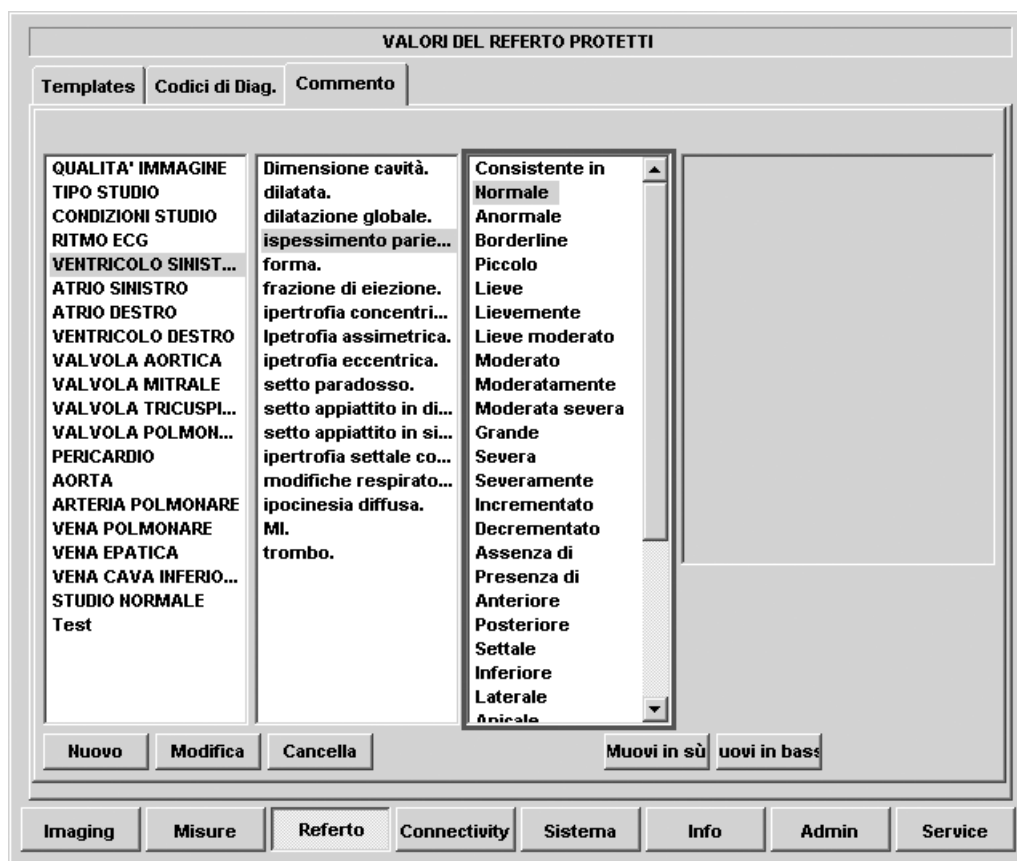 VALORI DEL REFERTO PROTETTI
Templates
Codici di Diag.
Commento
QUALITA' IMMAGINE
TIPO STUDIO
CONDIZIONI STUDIO
RITMO ECG
VENTRICOLO SINIST...
ATRIO SINISTRO
ATRIO DESTRO
VENTRICOLO DESTRO
VALVOLA AORTICA
VALVOLA MITRALE
VALVOLA TRICUSPI...
VALVOLA POLMON...
PERICARDIO
AORTA
ARTERIA POLMONARE
VENA POLMONARE
VENA EPATICA
VENA CAVA INFERIO...
STUDIO NORMALE
Test
Dimensione cavità.
dilatata.
dilatazione globale.
ispessimento parie...
forma.
frazione di eiezione.
ipertrofia concentri...
Ipetrofia assimetrica.
ipetrofia eccentrica.
setto paradosso.
setto appiattito in di...
setto appiattito in si...
ipertrofia settale co...
modifiche respirato...
ipocinesia diffusa.
MI.
trombo.
Consistente in
Normale
Anormale
Borderline
Piccolo
Lieve
Lievemente
Lieve moderato
Moderato
Moderatamente
Moderata severa
Grande
Severa
Severamente
Incrementato
Decrementato
Assenza di
Presenza di
Anteriore
Posteriore
Settale
Inferiore
Laterale
Apicale
Nuovo
Modifica
Cancella
Muovi in sù
uovi in bass
Imaging
Misure
Referto
Connectivity
Sistema
Info
Admin
Service